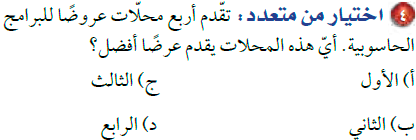 ٤ اختيار من متعدد: تقدّم أربع محلّات عروضًا للبرامج
الحاسوبية. أيّ هذه المحلات يقدم عرضًا أفضل؟
أ) الأول ج) الثالث
ب) الثاني د) الرابع